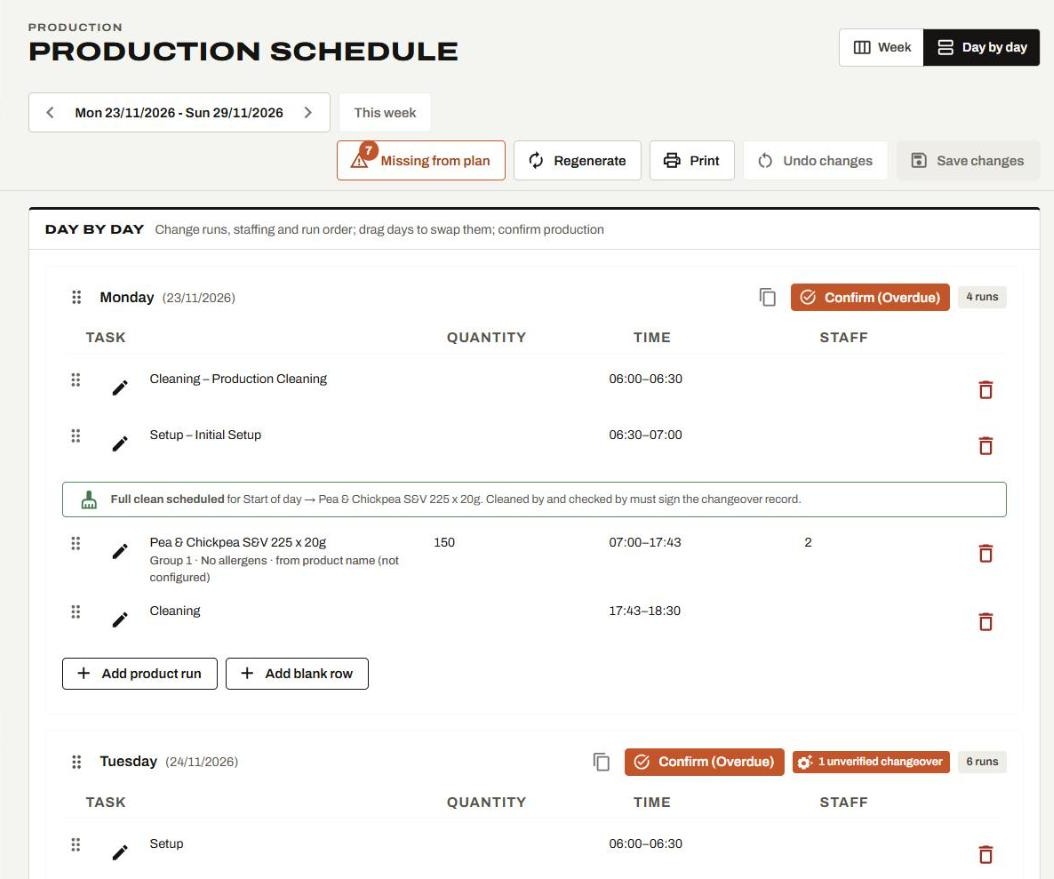 PRODUCTION
PRODUCTION SCHEDULE
Week
Day by day
Mon 23/11/2026 - Sun 29/11/2026
This week
7
Missing from plan
Regenerate
Print
Undo changes
Save changes
DAY BY DAY Change runs, staffing and run order; drag days to swap them; confirm production
Monday (23/11/2026)
Confirm (Overdue)
4 runs
TASK QUANTITY TIME STAFF
Cleaning – Production Cleaning 06:00–06:30
Setup – Initial Setup 06:30–07:00
Full clean scheduled for Start of day → Pea & Chickpea S&V 225 x 20g. Cleaned by and checked by must sign the changeover record.
Pea & Chickpea S&V 225 x 20g 150 07:00–17:43 2
Group 1 · No allergens · from product name (not
configured)
Cleaning 17:43–18:30
Add product run
Add blank row
Tuesday (24/11/2026)
Confirm (Overdue)
1 unverified changeover
6 runs
TASK QUANTITY TIME STAFF
Setup 06:00–06:30